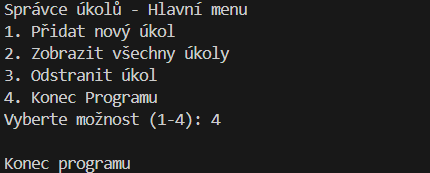 Správce úkolů - Hlavní menu
1. Přidat nový úkol
2. Zobrazit všechny úkoly
3. Odstranit úkol
4. Konec Programu
Vyberte možnost (1-4): 4
Konec programu